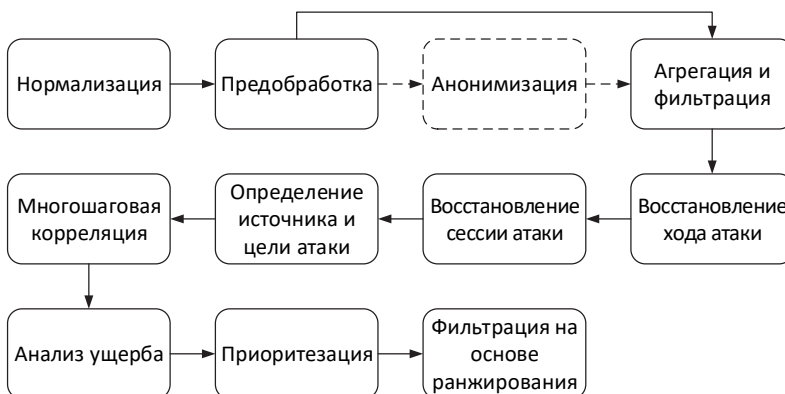 Нормализация
Предобработка
Анонимизация
Агрегация и
фильтрация
Многошаговая
корреляция
Определение
источника и
цели атаки
Восстановление
сессии атаки
Восстановление
хода атаки
Анализ ущерба
Приоритезация
Фильтрация на
основе
ранжирования